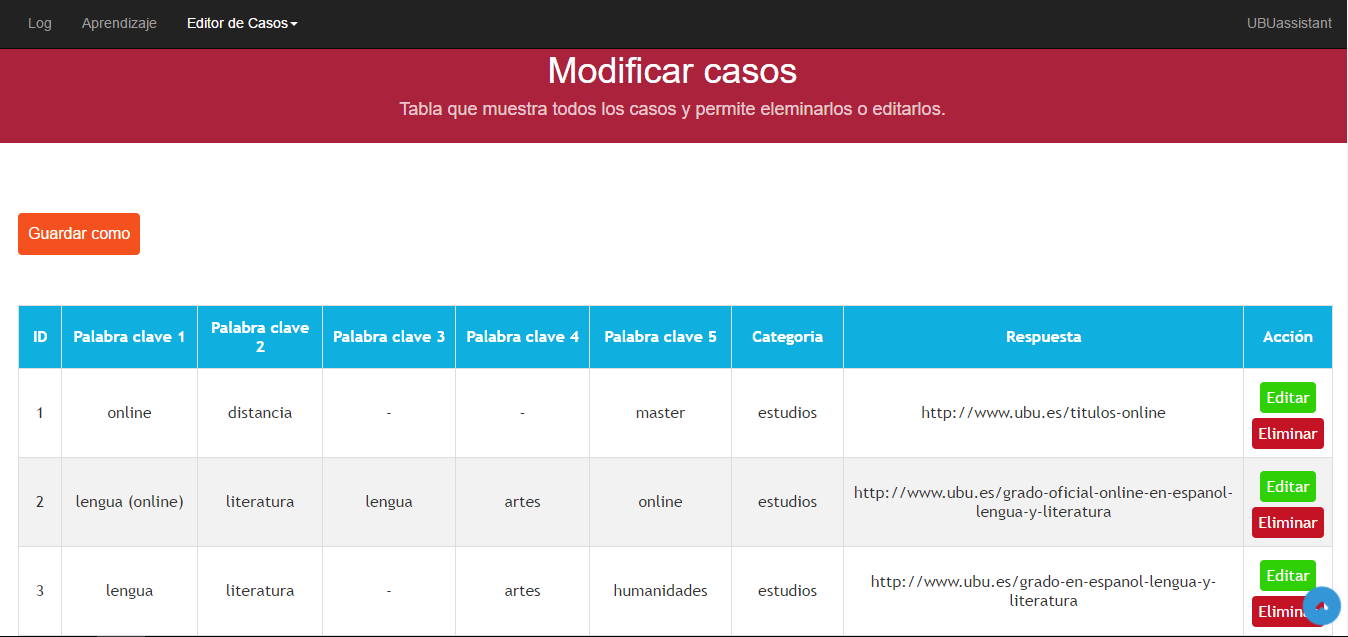 Log Aprendizaje Editor de Casos UBUassistant
Modificar casos
Tabla que muestra todos los casos y permite eleminarlos o editarlos.
Guardar como
ID Palabra clave 1 Palabra clave 2 Palabra clave 3 Palabra clave 4 Palabra clave 5 Categoria Respuesta Acción
1 online distancia - - master estudios http://www.ubu.es/titulos-online Editar
Eliminar
2 lengua (online) literatura lengua artes online estudios http://www.ubu.es/grado-oficial-online-en-espanol-
lengua-y-literatura Editar
Eliminar
3 lengua literatura - artes humanidades estudios http://www.ubu.es/grado-en-espanol-lengua-y-
literatura Editar